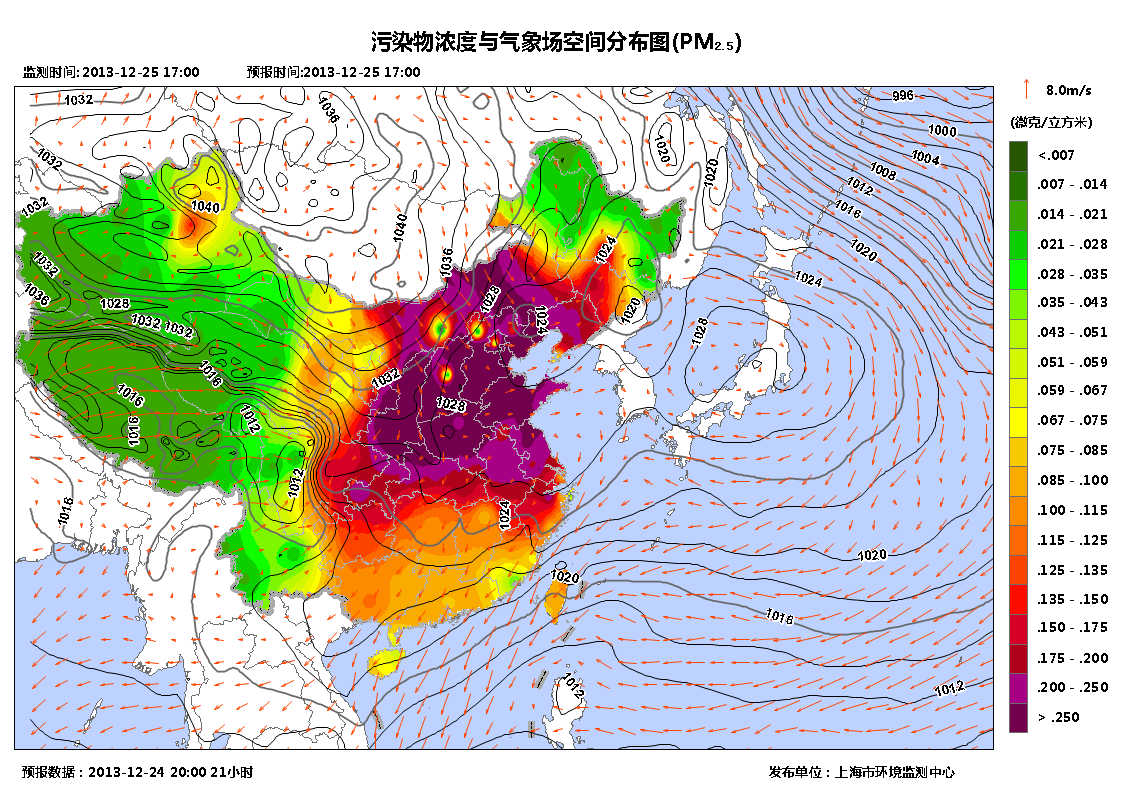 污染物浓度与气象场空间分布图(PM2.5)
监测时间:2013-12-25 17:00 预报时间:2013-12-25 17:00
8.0m/s
(微克/立方米)
<.007
.007 - .014
.014 - .021
.021 - .028
.028 - .035
.035 - .043
.043 - .051
.051 - .059
.059 - .067
.067 - .075
.075 - .085
.085 - .100
.100 - .115
.115 - .125
.125 - .135
.135 - .150
.150 - .175
.175 - .200
.200 - .250
> .250
1032
1036
996
1000
1004
1008
1012
1016
1020
1024
1020
1020
1032
1032
1040
1040
1036
1032
1036
1028
1032
1032
1016
1016
1016
1012
1012
1016
1032
1028
1028
1024
1024
1020
1028
1024
1020
1020
1016
1012
1012
预报数据：2013-12-24 20:00 21小时
发布单位：上海市环境监测中心